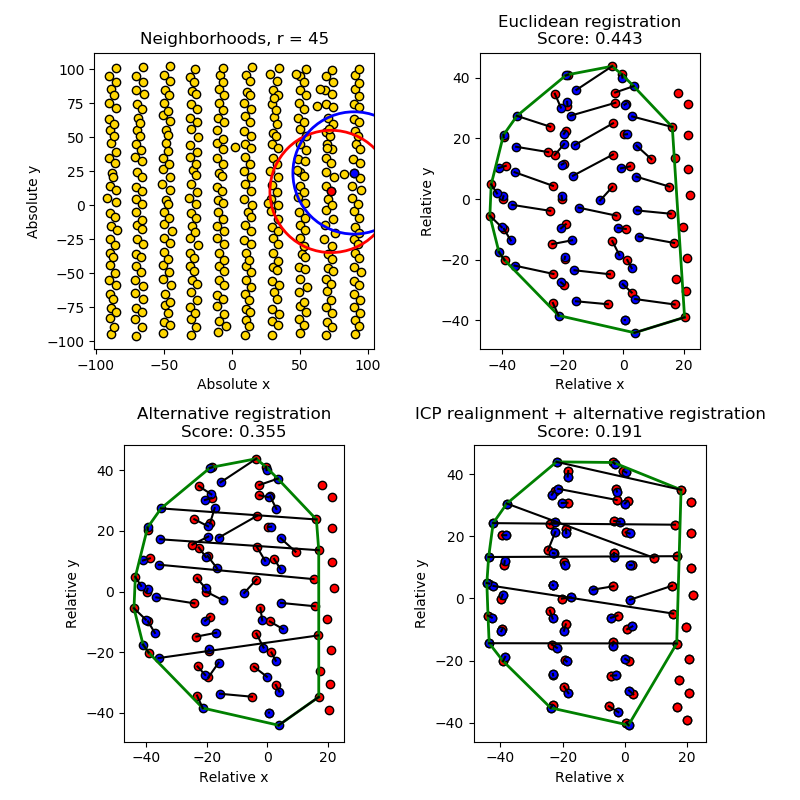 Neighborhoods, r = 45
100
75
50
25
0
−25
−50
−75
−100
Absolute y
−100
−50
0
50
100
Absolute x
Euclidean registration
Score: 0.443
40
20
0
−20
−40
Relative y
−40
−20
0
20
Relative x
Alternative registration
Score: 0.355
40
20
0
−20
−40
Relative y
−40
−20
0
20
Relative x
ICP realignment + alternative registration
Score: 0.191
40
20
0
−20
−40
Relative y
−40
−20
0
20
Relative x